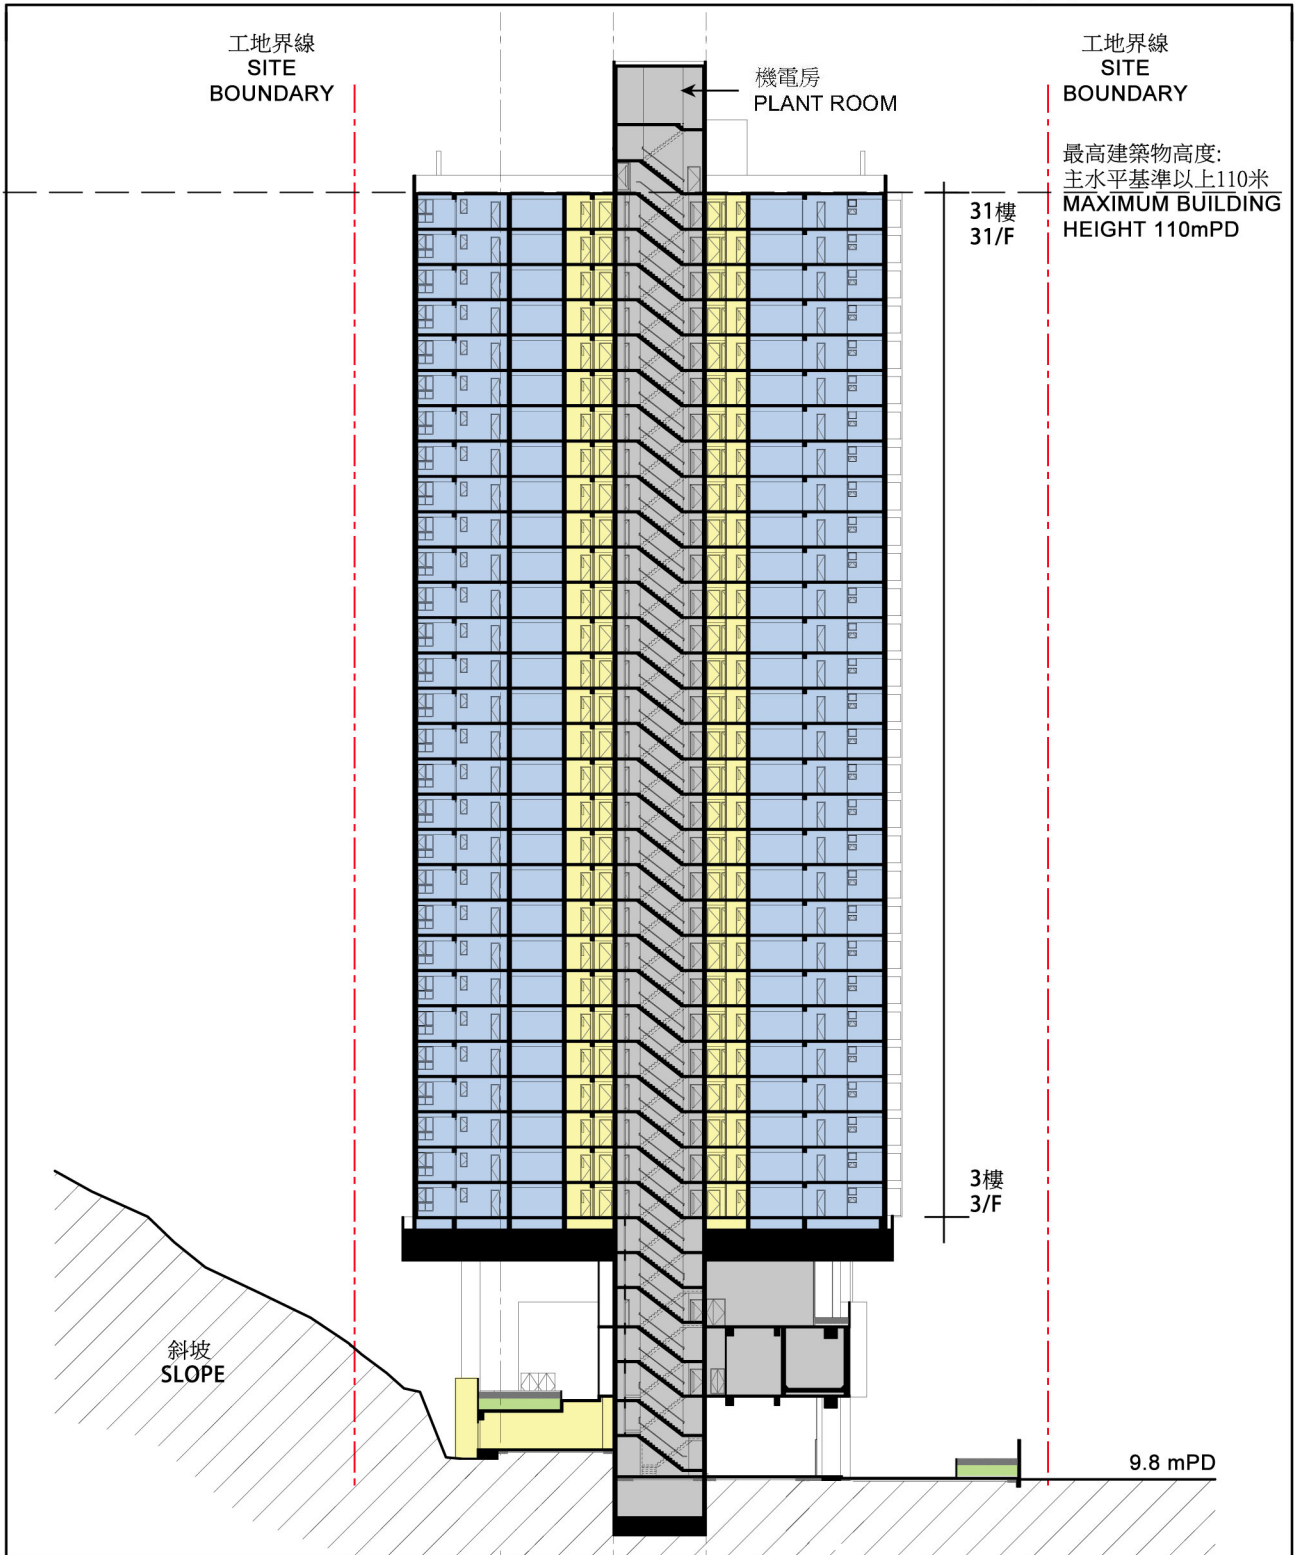 工地界線
SITE
BOUNDARY
機電房
PLANT ROOM
工地界線
SITE
BOUNDARY
最高建築物高度:
主水平基準以上110米
MAXIMUM BUILDING
HEIGHT 110mPD
31樓
31/F
3樓
3/F
斜坡
SLOPE
9.8 mPD